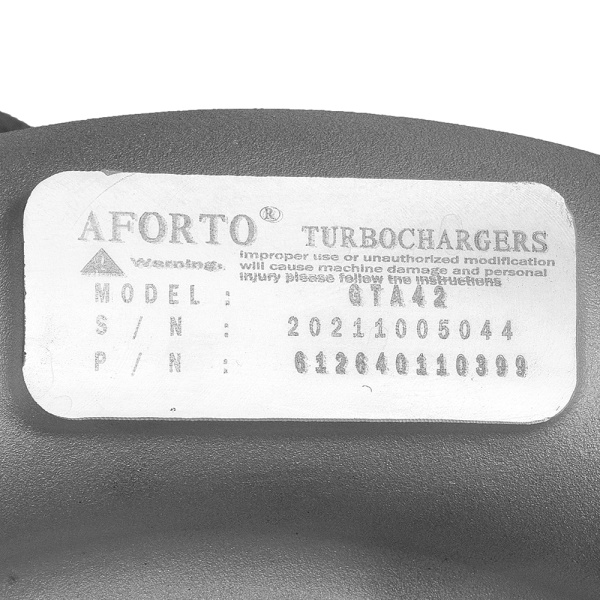 AFORTO® TURBOCHARGERS
Warning: Improper use or unauthorized modification
will cause machine damage and personal
injury please follow the instructions
MODEL: GTA42
S/N: 20211005044
P/N: 612640110399